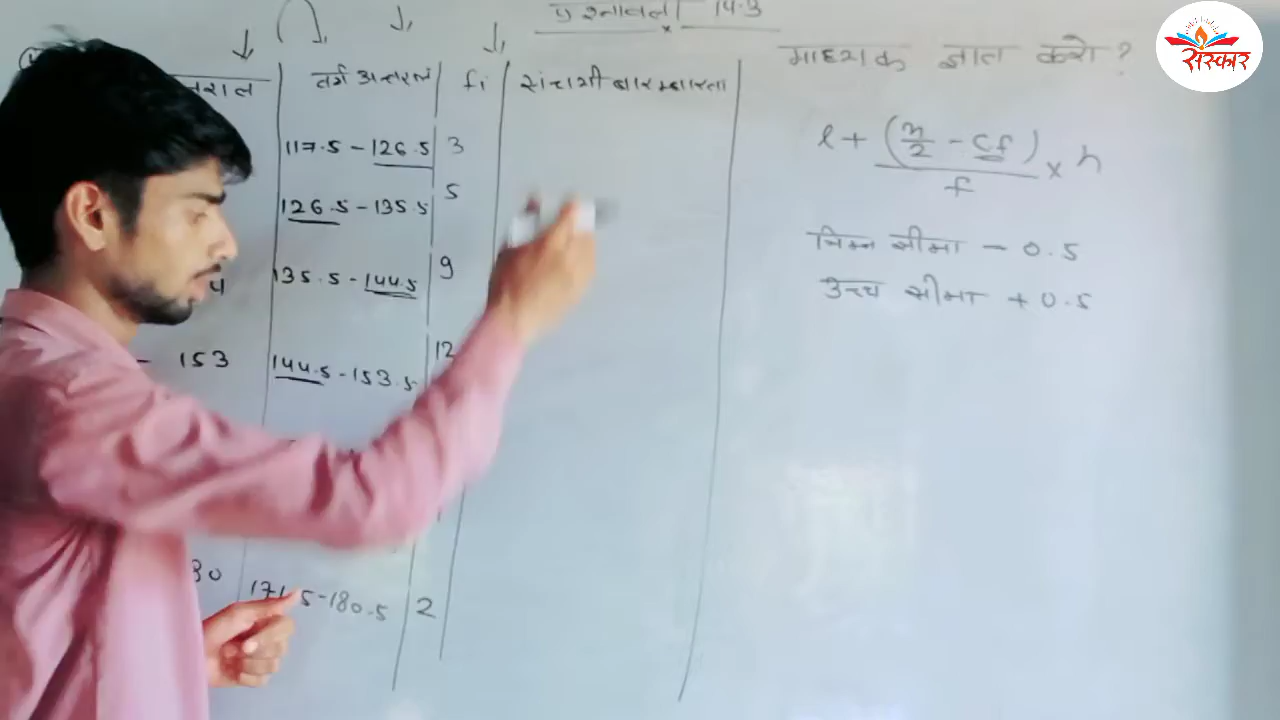 प्रश्नावली 14.3
माध्यक ज्ञात करो ?
संस्कार
वर्ग अन्तराल fi संचयी बारम्बारता
117.5 - 126.5 3
126.5 - 135.5 5
135.5 - 144.5 9
153 144.5 - 153.5 12
171.5 - 180.5 2
l + (n/2 - cf)/f × h
निम्न सीमा - 0.5
उच्च सीमा + 0.5